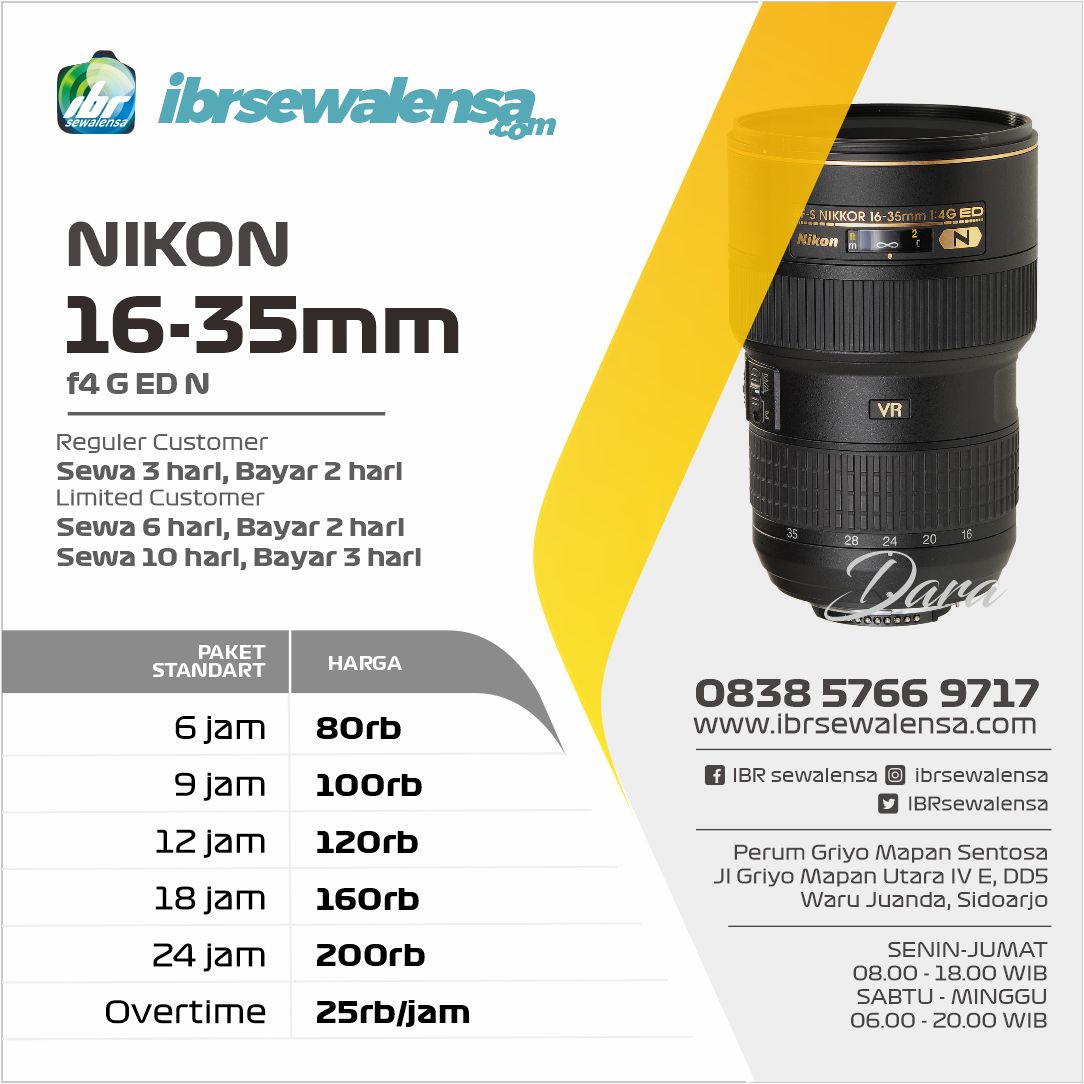 ibr
sewalensa
ibrsewalensa
.com
NIKON
16-35mm
f4 G ED N
Reguler Customer
Sewa 3 hari, Bayar 2 hari
Limited Customer
Sewa 6 hari, Bayar 2 hari
Sewa 10 hari, Bayar 3 hari
PAKET
STANDART
HARGA
6 jam 80rb
9 jam 100rb
12 jam 120rb
18 jam 160rb
24 jam 200rb
Overtime 25rb/jam
F-S NIKKOR 16-35mm 1:4G ED
Nikon
ft
m
∞
2
N
VR
M/A
M
35 28 24 20 16
Dara
0838 5766 9717
www.ibrsewalensa.com
IBR sewalensa ibrsewalensa
IBRsewalensa
Perum Griyo Mapan Sentosa
Jl Griyo Mapan Utara IV E, DD5
Waru Juanda, Sidoarjo
SENIN-JUMAT
08.00 - 18.00 WIB
SABTU - MINGGU
06.00 - 20.00 WIB